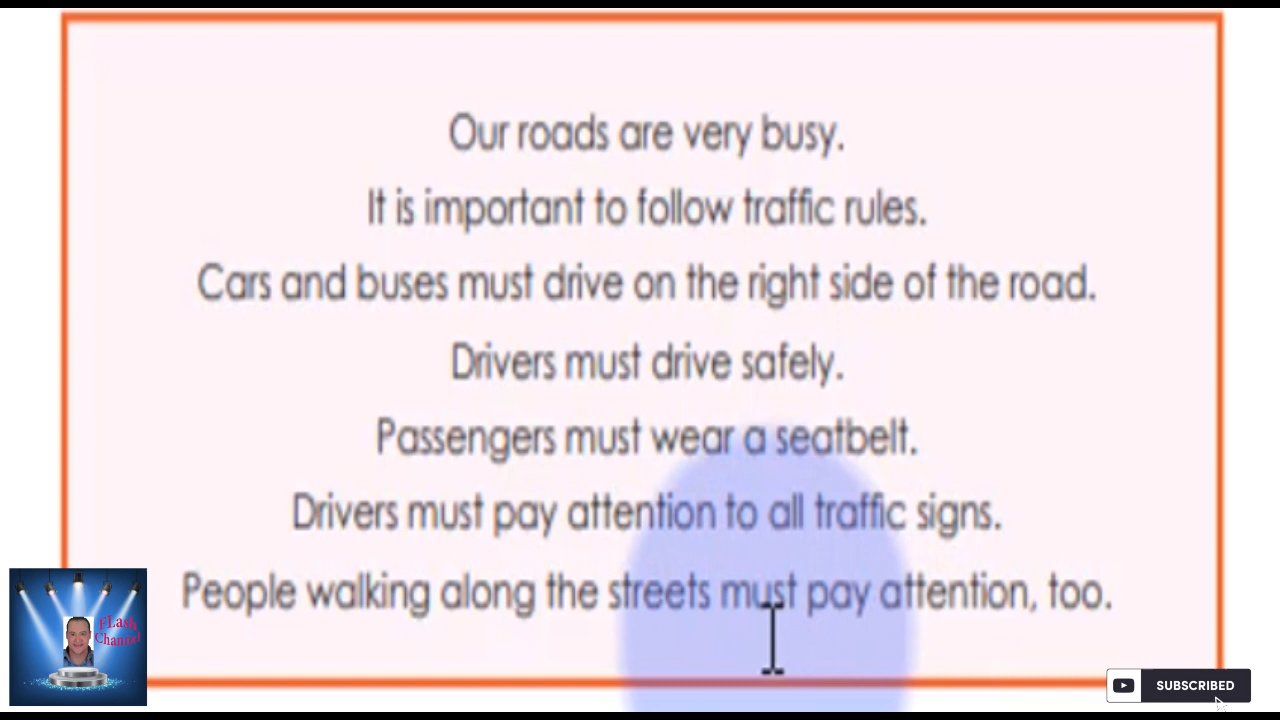 Our roads are very busy.
It is important to follow traffic rules.
Cars and buses must drive on the right side of the road.
Drivers must drive safely.
Passengers must wear a seatbelt.
Drivers must pay attention to all traffic signs.
People walking along the streets must pay attention, too.
FLash
Channel
SUBSCRIBED